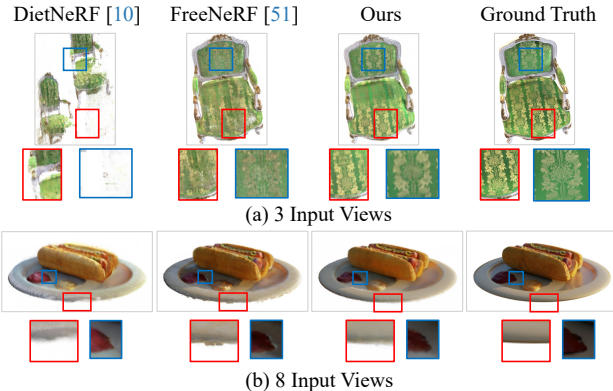 DietNeRF [10] FreeNeRF [51] Ours Ground Truth
(a) 3 Input Views
(b) 8 Input Views